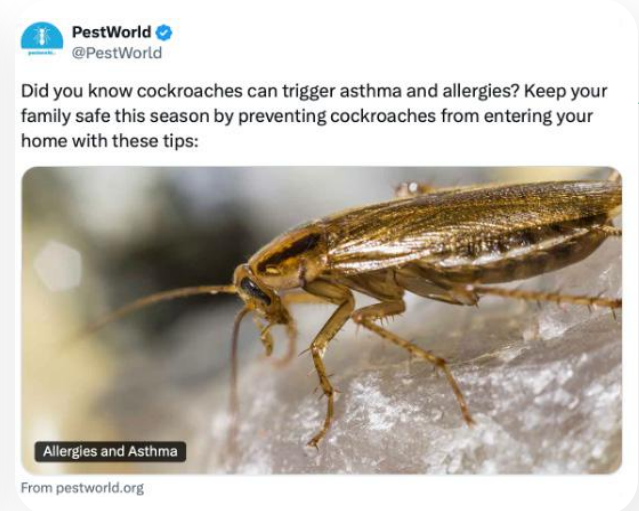 PestWorld
@PestWorld
Did you know cockroaches can trigger asthma and allergies? Keep your
family safe this season by preventing cockroaches from entering your
home with these tips:
Allergies and Asthma
From pestworld.org